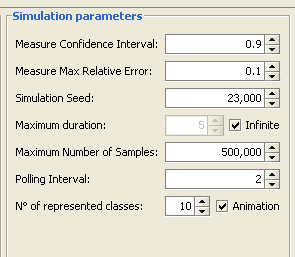 Simulation parameters
Measure Confidence Interval: 0.9
Measure Max Relative Error: 0.1
Simulation Seed: 23,000
Maximum duration: 5 Infinite
Maximum Number of Samples: 500,000
Polling Interval: 2
N° of represented classes: 10 Animation